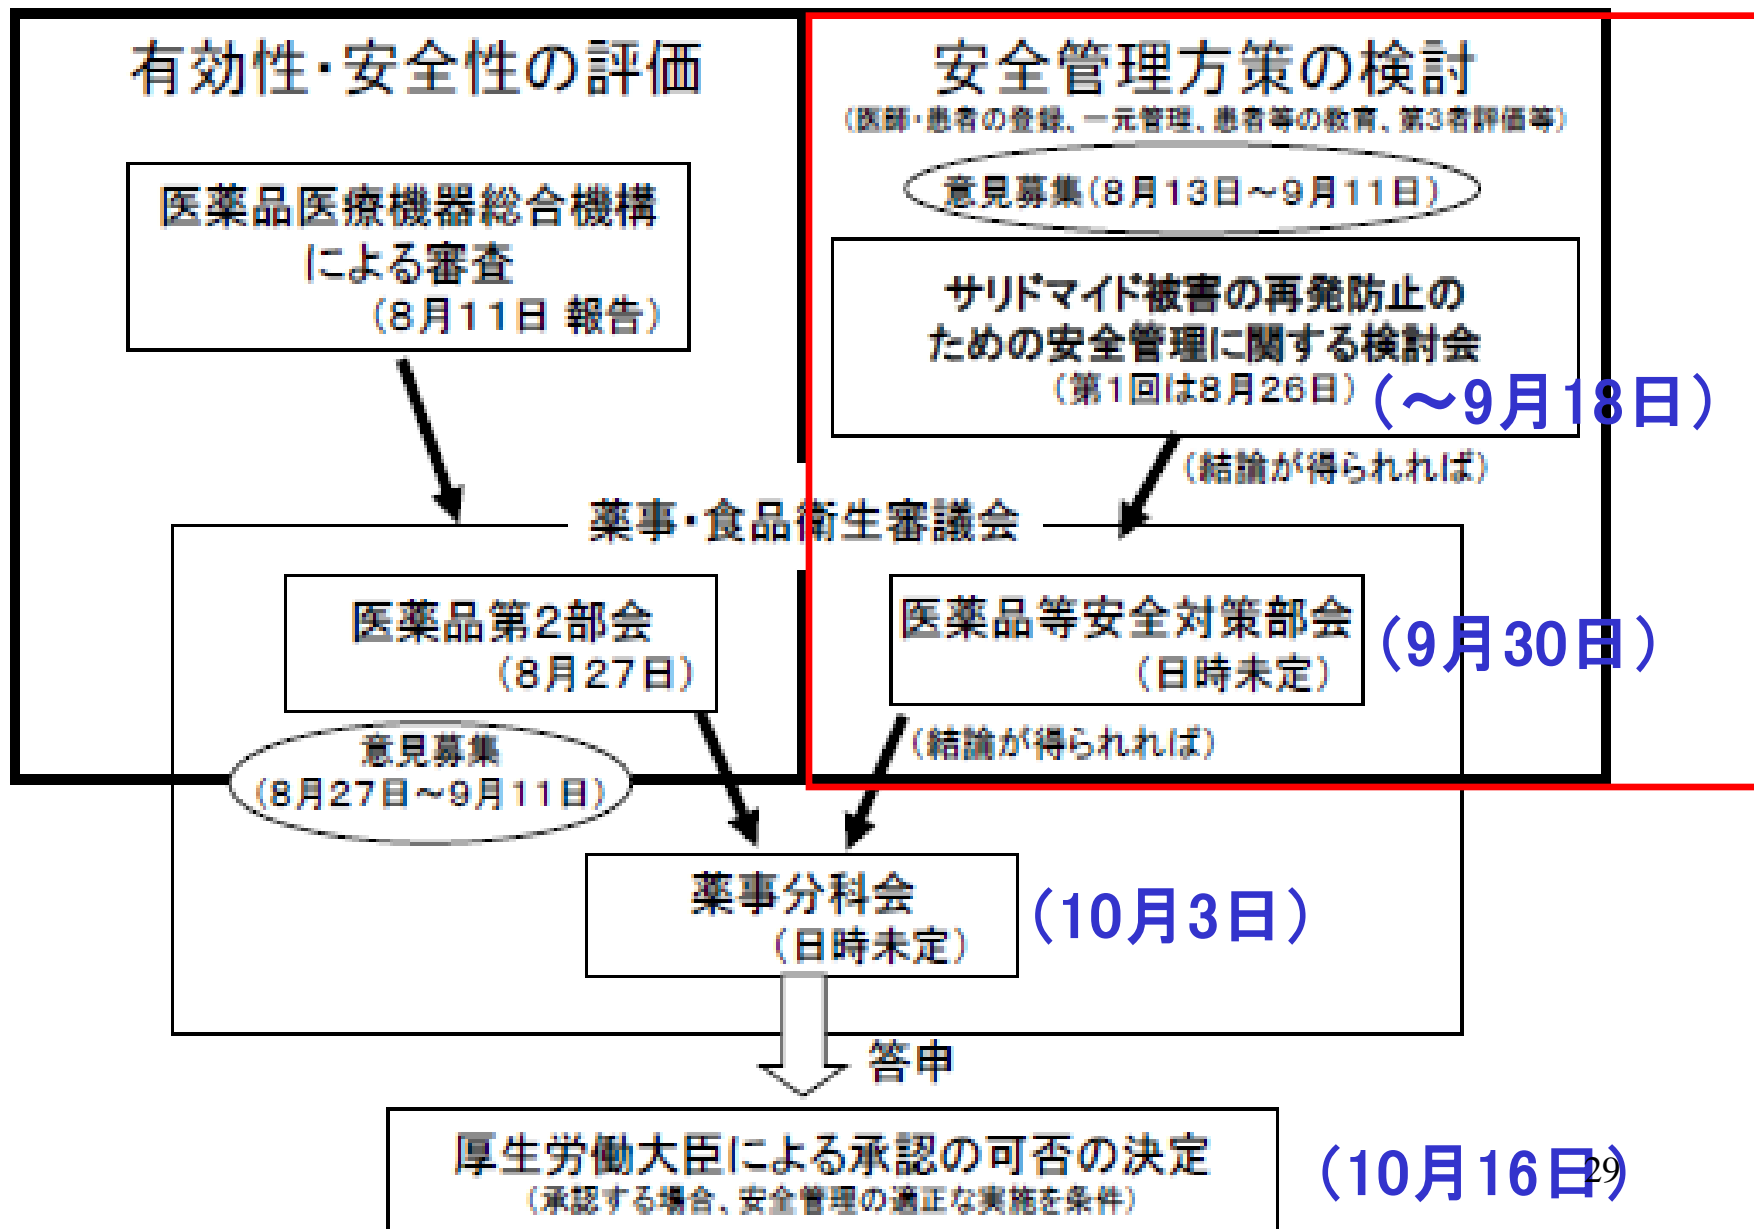 有効性・安全性の評価
医薬品医療機器総合機構
による審査
(8月11日 報告)
安全管理方策の検討
(医師・患者の登録、一元管理、患者等の教育、第3者評価等)
意見募集(8月13日～9月11日)
サリドマイド被害の再発防止の
ための安全管理に関する検討会
(第1回は8月26日)
(～9月18日)
(結論が得られれば)
薬事・食品衛生審議会
医薬品第2部会
(8月27日)
意見募集
(8月27日～9月11日)
医薬品等安全対策部会
(日時未定)
(9月30日)
(結論が得られれば)
薬事分科会
(日時未定)
(10月3日)
答申
厚生労働大臣による承認の可否の決定
(承認する場合、安全管理の適正な実施を条件)
(10月16日)
29